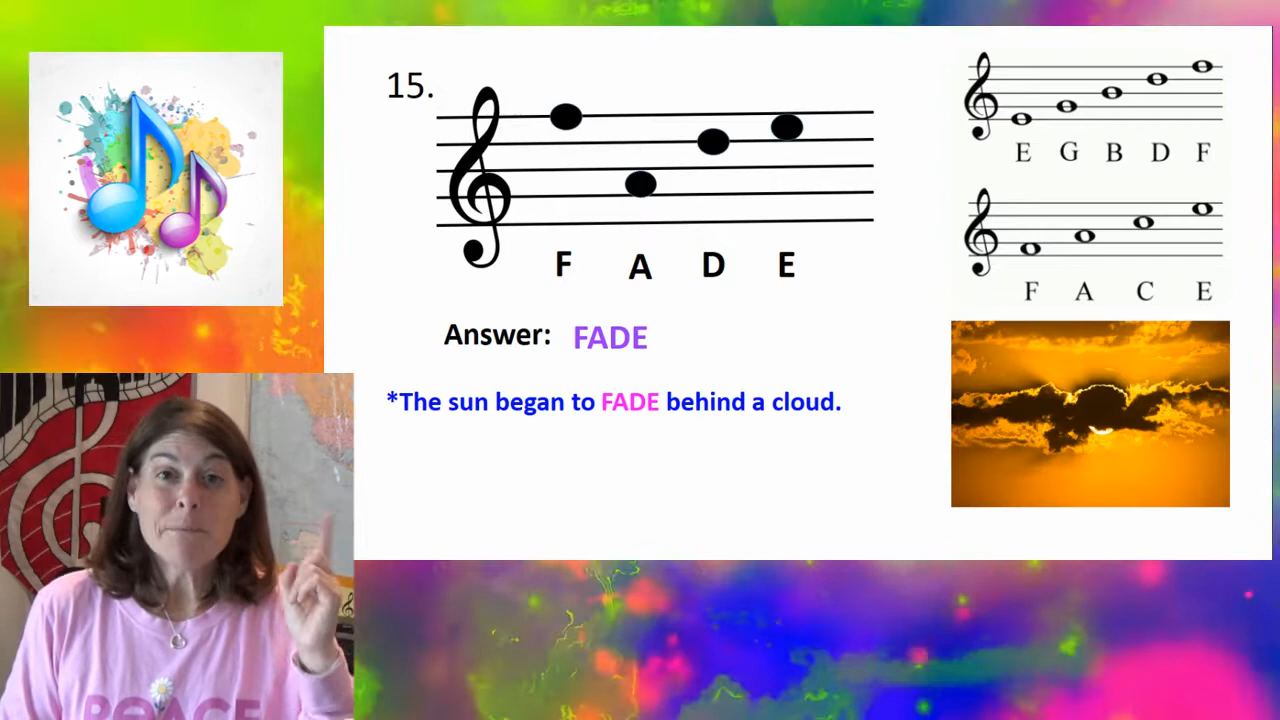 15.
F A D E
Answer: FADE
*The sun began to FADE behind a cloud.
E G B D F
F A C E
PEACE